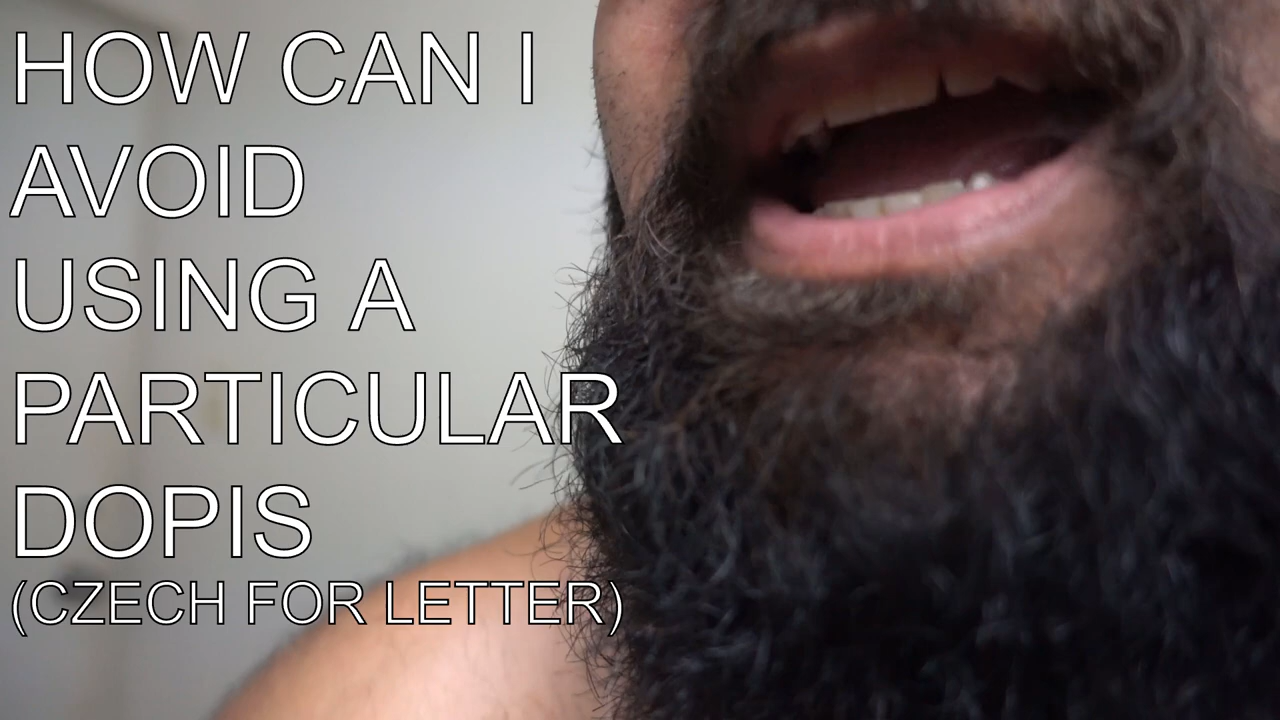 HOW CAN I
AVOID
USING A
PARTICULAR
DOPIS
(CZECH FOR LETTER)